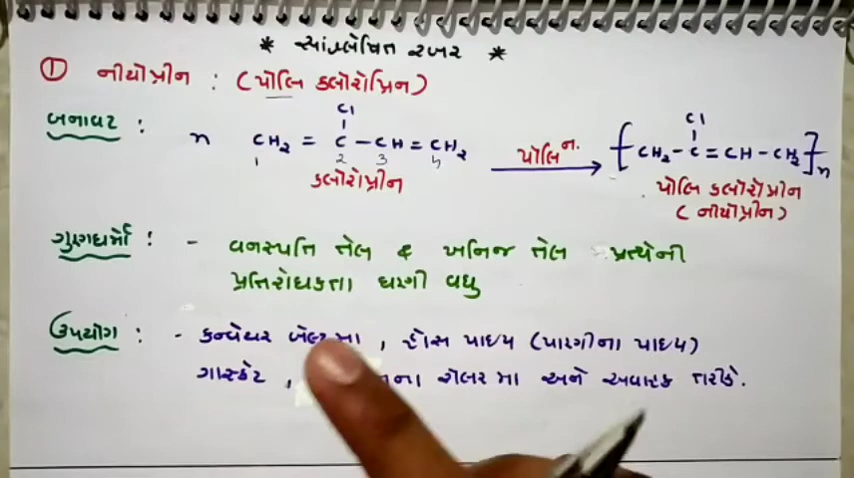 * સાંશ્લેષિત રબર *
① નીયોપ્રીન : (પોલિ ક્લોરોપ્રિન)
બનાવટ :
n CH₂ = C – CH = CH₂
Cl
1 2 3 4
ક્લોરોપ્રીન
પોલિ ન.
[CH₂ – C = CH – CH₂]n
Cl
પોલિ ક્લોરોપ્રીન
(નીયોપ્રીન)
ગુણધર્મો : - વનસ્પતિ તેલ & ખનિજ તેલ પ્રત્યેની
પ્રતિરોધકતા ઘણી વધુ
ઉપયોગ : - કન્વેયર બેલ્ટમા , હોસ પાઇપ (પાણીના પાઇપ)
ગાસ્કેટ , રોલરમા અને અવાહક તરીકે.